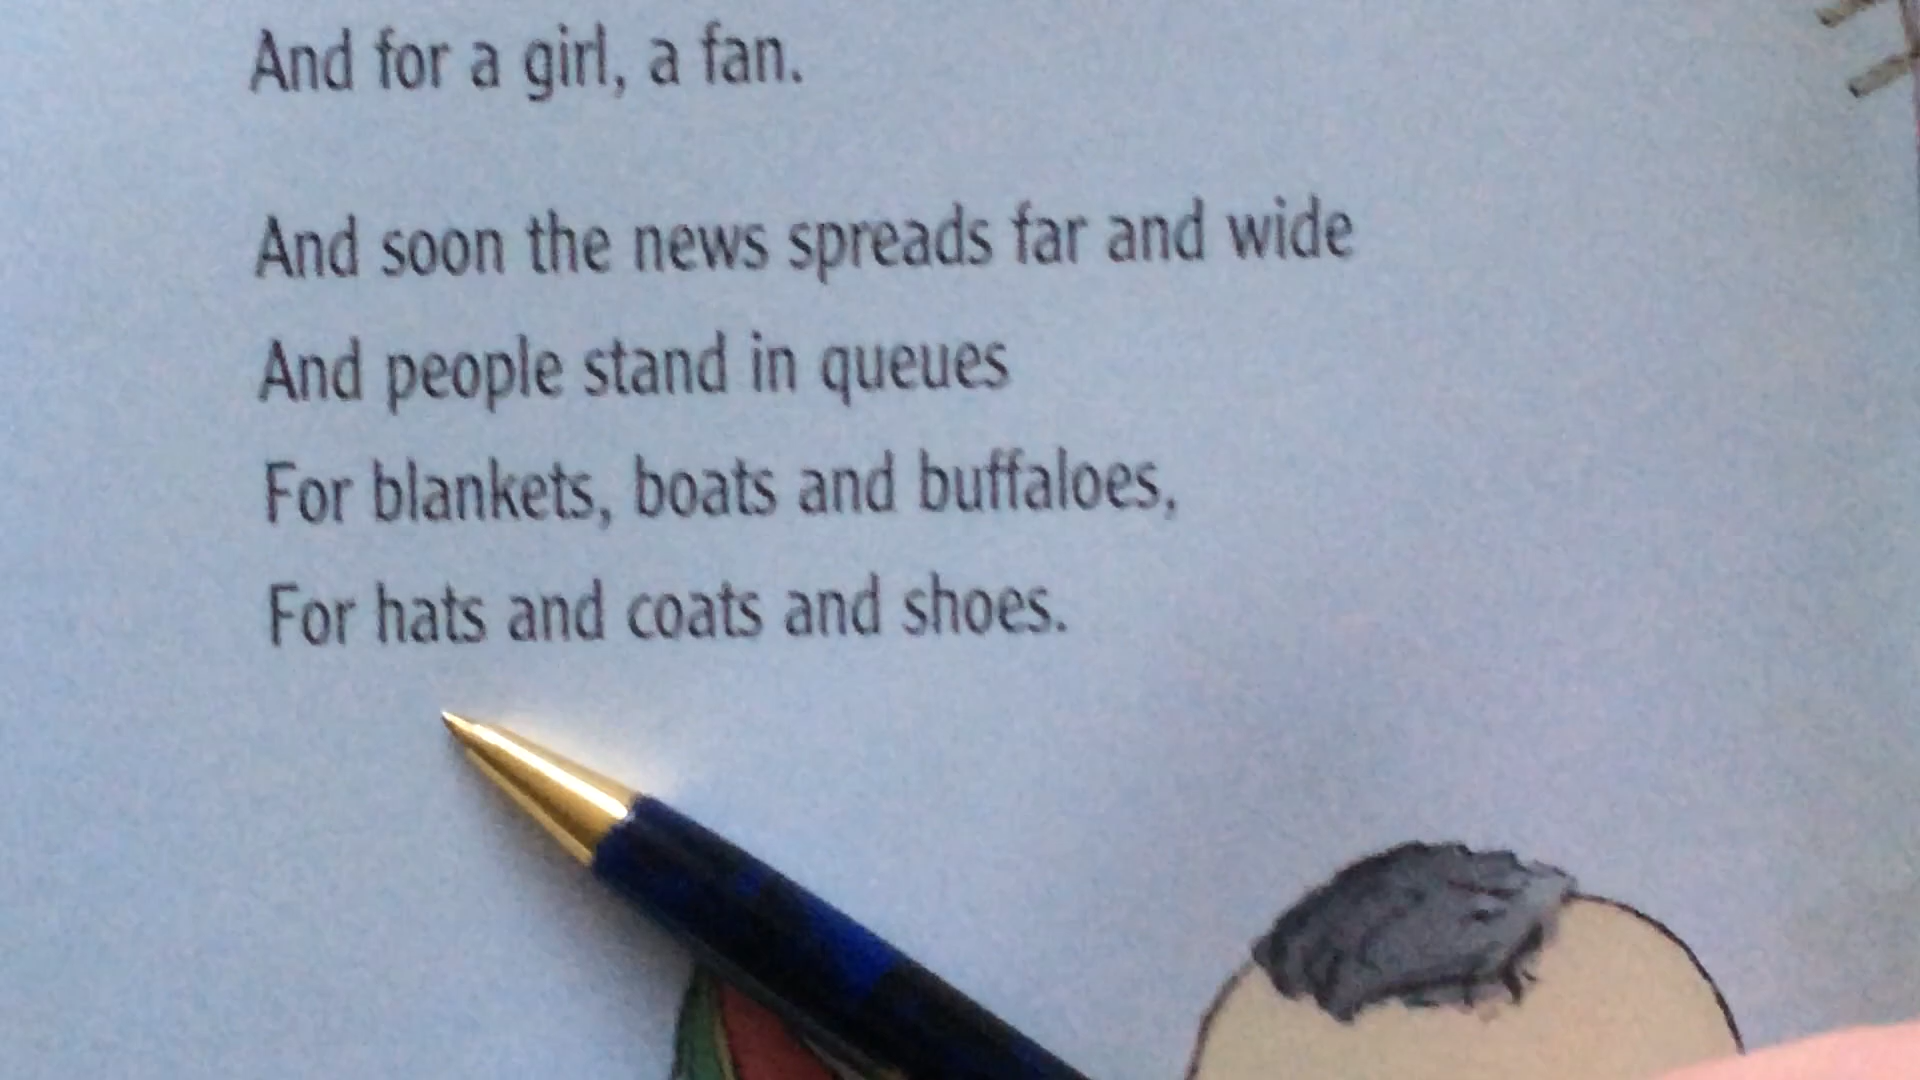 And for a girl, a fan.
And soon the news spreads far and wide
And people stand in queues
For blankets, boats and buffaloes,
For hats and coats and shoes.